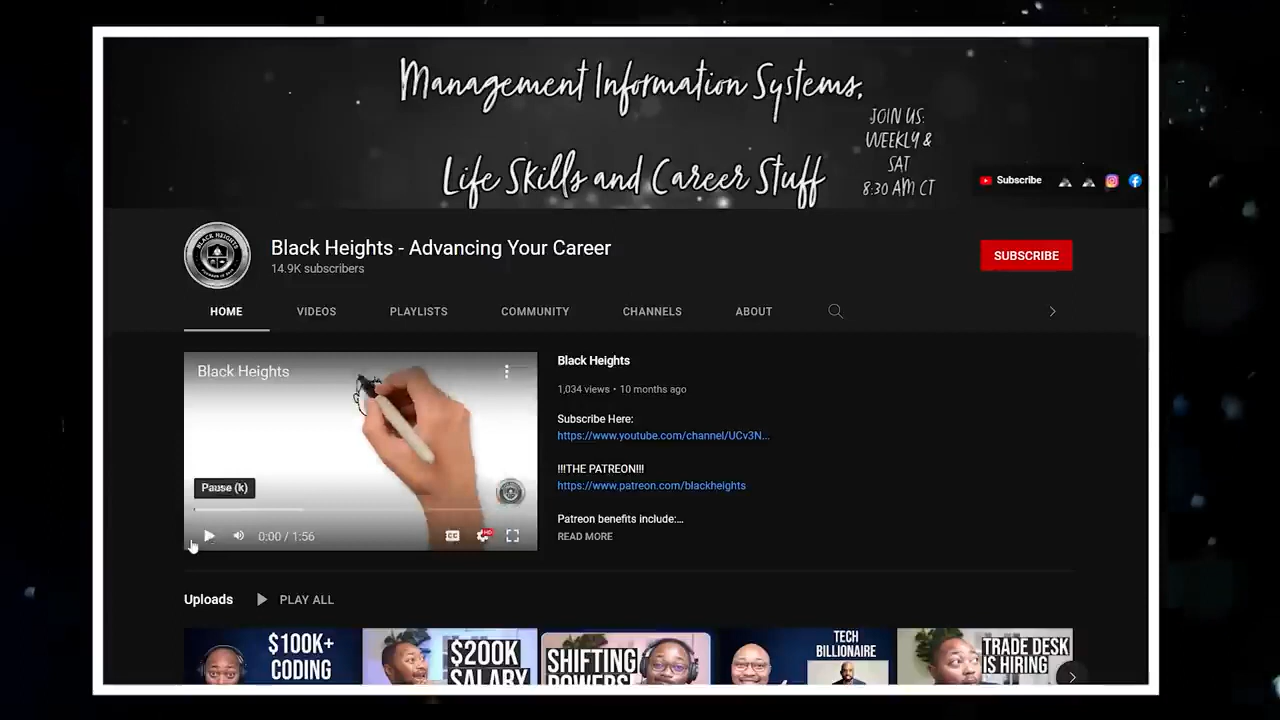 Management Information Systems,
Life Skills and Career Stuff
JOIN US:
WEEKLY &
SAT
8:30 AM CT
Subscribe
BLACK HEIGHTS
Black Heights - Advancing Your Career
14.9K subscribers
SUBSCRIBE
HOME VIDEOS PLAYLISTS COMMUNITY CHANNELS ABOUT
Black Heights
Pause (k)
CC
HD
0:00 / 1:56
Black Heights
1,034 views • 10 months ago
Subscribe Here:
https://www.youtube.com/channel/UCv3N...
!!!THE PATREON!!!
https://www.patreon.com/blackheights
Patreon benefits include:...
READ MORE
Uploads PLAY ALL
$100K+
CODING
$200K
SALARY
SHIFTING
POWERS
TECH
BILLIONAIRE
TRADE DESK
IS HIRING